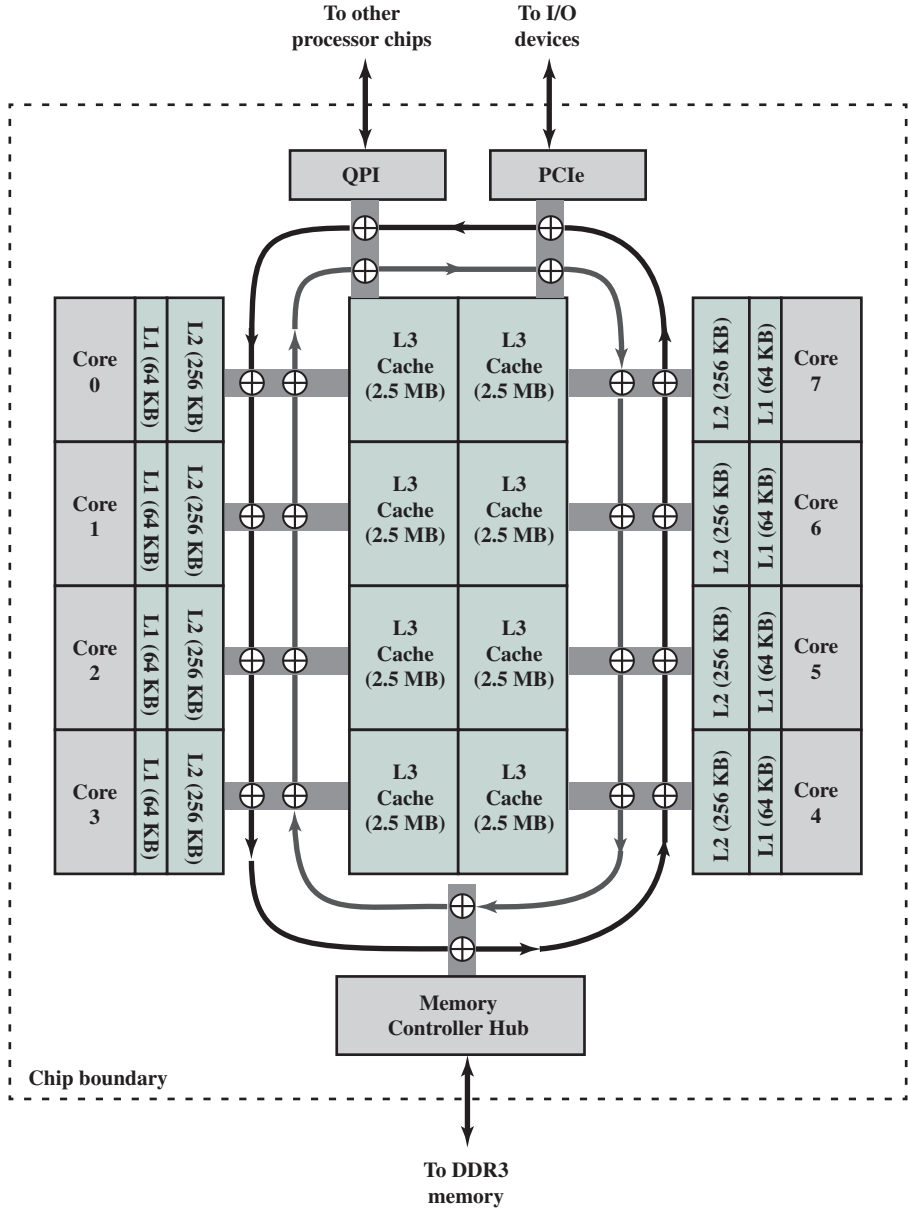 To other
processor chips
To I/O
devices
QPI
PCIe
Core
0
L1 (64 KB)
L2 (256 KB)
L3
Cache
(2.5 MB)
L3
Cache
(2.5 MB)
L2 (256 KB)
L1 (64 KB)
Core
7
Core
1
L1 (64 KB)
L2 (256 KB)
L3
Cache
(2.5 MB)
L3
Cache
(2.5 MB)
L2 (256 KB)
L1 (64 KB)
Core
6
Core
2
L1 (64 KB)
L2 (256 KB)
L3
Cache
(2.5 MB)
L3
Cache
(2.5 MB)
L2 (256 KB)
L1 (64 KB)
Core
5
Core
3
L1 (64 KB)
L2 (256 KB)
L3
Cache
(2.5 MB)
L3
Cache
(2.5 MB)
L2 (256 KB)
L1 (64 KB)
Core
4
Memory
Controller Hub
Chip boundary
To DDR3
memory